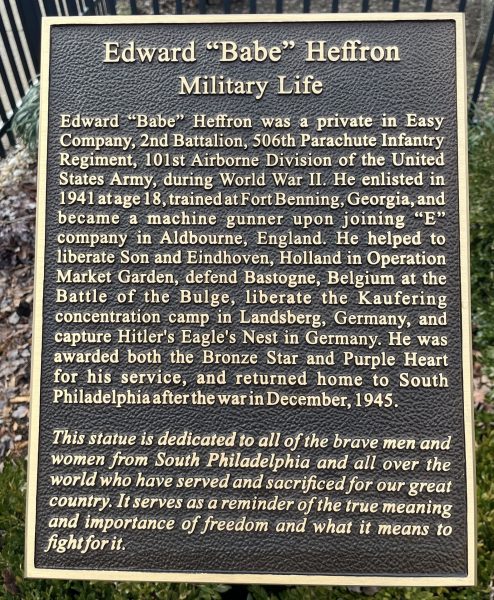 Edward “Babe” Heffron
Military Life
Edward “Babe” Heffron was a private in Easy
Company, 2nd Battalion, 506th Parachute Infantry
Regiment, 101st Airborne Division of the United
States Army, during World War II. He enlisted in
1941 at age 18, trained at Fort Benning, Georgia, and
became a machine gunner upon joining “E”
company in Aldbourne, England. He helped to
liberate Son and Eindhoven, Holland in Operation
Market Garden, defend Bastogne, Belgium at the
Battle of the Bulge, liberate the Kaufering
concentration camp in Landsberg, Germany, and
capture Hitler's Eagle's Nest in Germany. He was
awarded both the Bronze Star and Purple Heart
for his service, and returned home to South
Philadelphia after the war in December, 1945.
This statue is dedicated to all of the brave men and
women from South Philadelphia and all over the
world who have served and sacrificed for our great
country. It serves as a reminder of the true meaning
and importance of freedom and what it means to
fight for it.